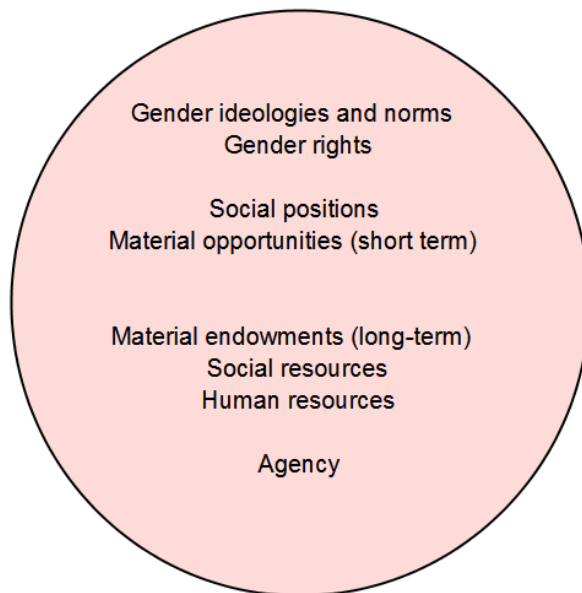 Gender ideologies and norms
Gender rights
Social positions
Material opportunities (short term)
Material endowments (long-term)
Social resources
Human resources
Agency